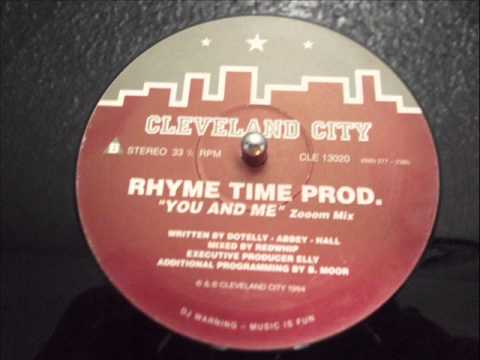 CLEVELAND CITY
B STEREO 33 ⅓ RPM
CLE 13020
RHYME TIME PROD.
"YOU AND ME" Zooom Mix
WRITTEN BY DOTELLY - ABBEY - HALL
MIXED BY REDWHIP
EXECUTIVE PRODUCER ELLY
ADDITIONAL PROGRAMMING BY S. MOOR
℗ & © CLEVELAND CITY 1994
DJ WARNING - MUSIC IS FUN